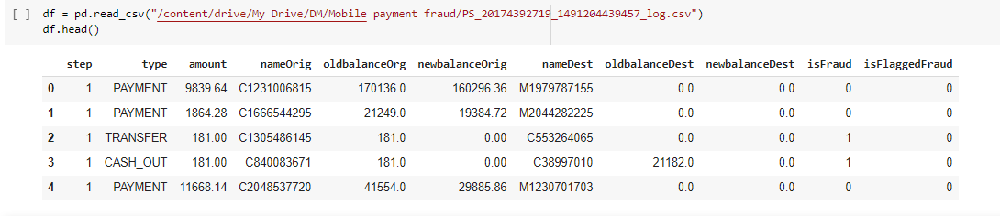 [ ] df = pd.read_csv("/content/drive/My Drive/DM/Mobile payment fraud/PS_20174392719_1491204439457_log.csv")
df.head()
step type amount nameOrig oldbalanceOrg newbalanceOrig nameDest oldbalanceDest newbalanceDest isFraud isFlaggedFraud
0 1 PAYMENT 9839.64 C1231006815 170136.0 160296.36 M1979787155 0.0 0.0 0 0
1 1 PAYMENT 1864.28 C1666544295 21249.0 19384.72 M2044282225 0.0 0.0 0 0
2 1 TRANSFER 181.00 C1305486145 181.0 0.00 C553264065 0.0 0.0 1 0
3 1 CASH_OUT 181.00 C840083671 181.0 0.00 C38997010 21182.0 0.0 1 0
4 1 PAYMENT 11668.14 C2048537720 41554.0 29885.86 M1230701703 0.0 0.0 0 0